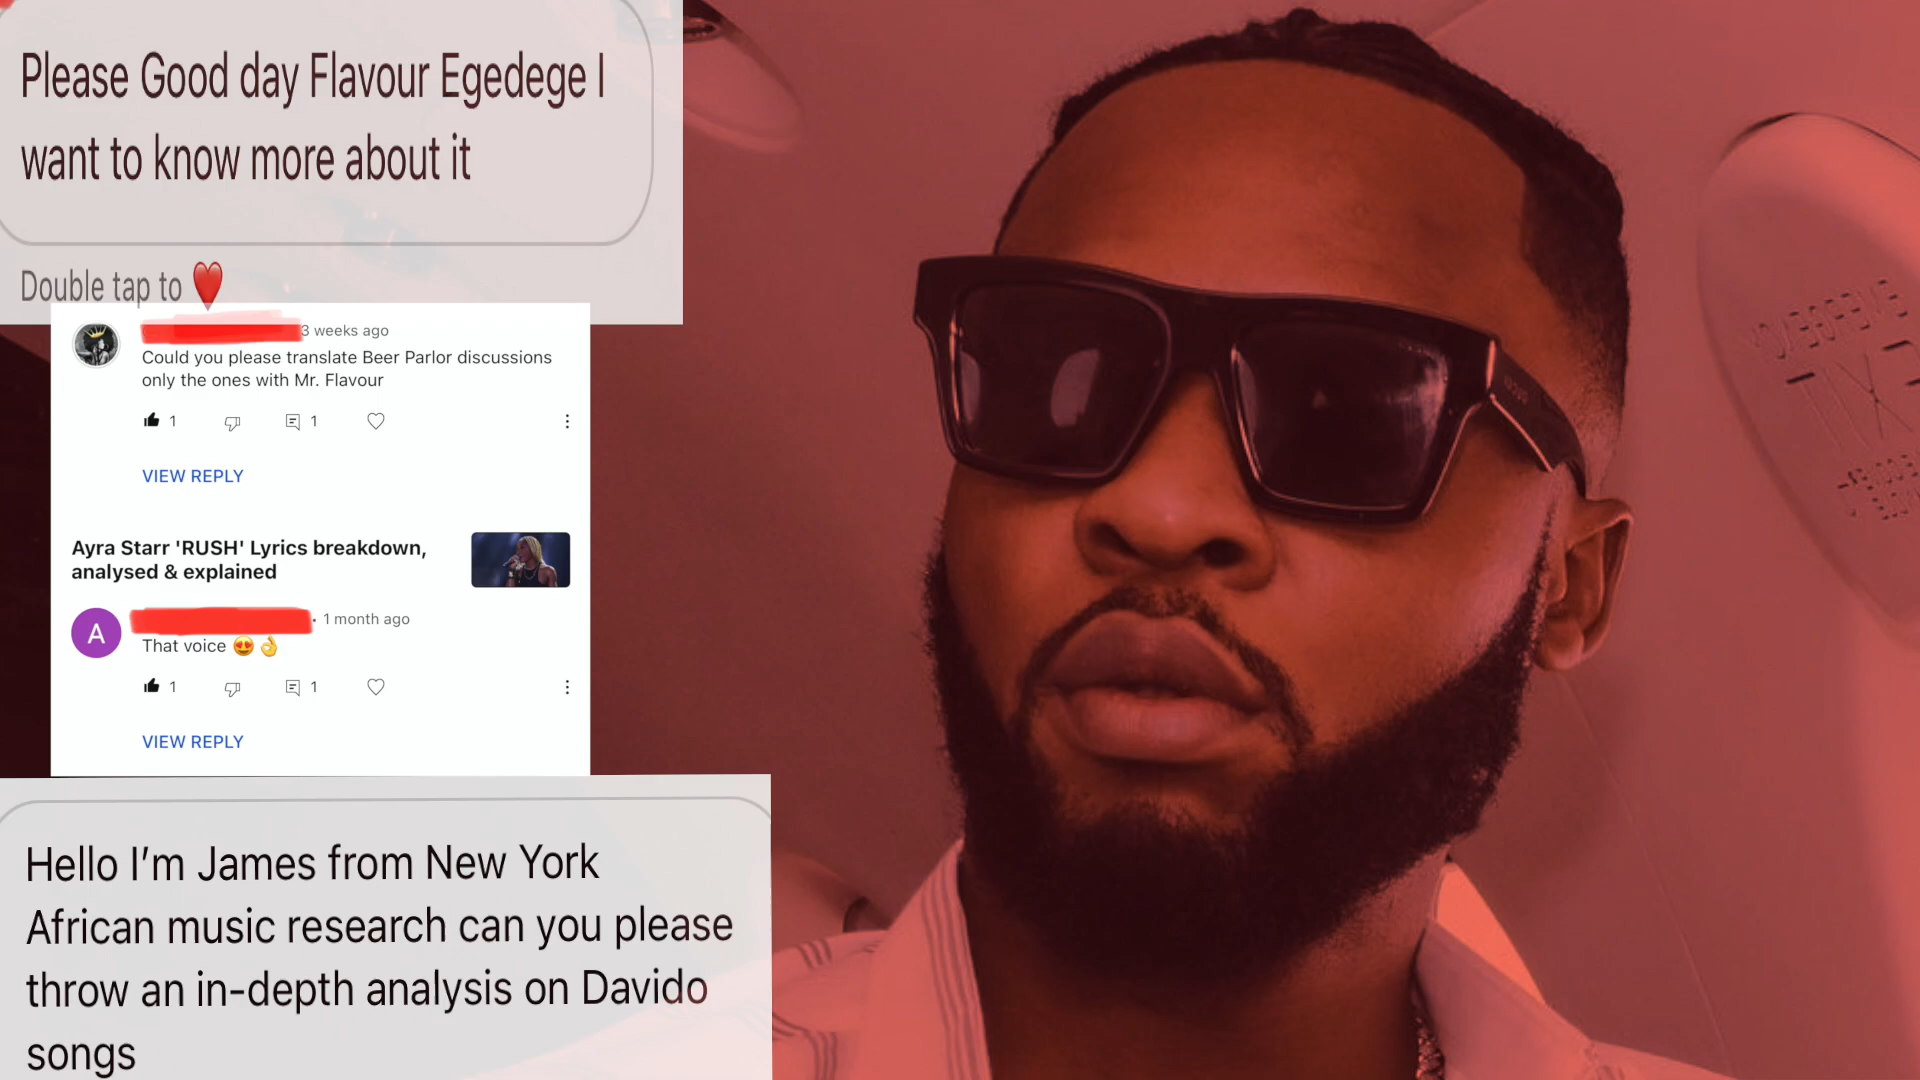 Please Good day Flavour Egedege I
want to know more about it
Double tap to ❤️
3 weeks ago
Could you please translate Beer Parlor discussions
only the ones with Mr. Flavour
1
1
VIEW REPLY
Ayra Starr 'RUSH' Lyrics breakdown,
analysed & explained
A
· 1 month ago
That voice 😍👌
1
1
VIEW REPLY
Hello I'm James from New York
African music research can you please
throw an in-depth analysis on Davido
songs